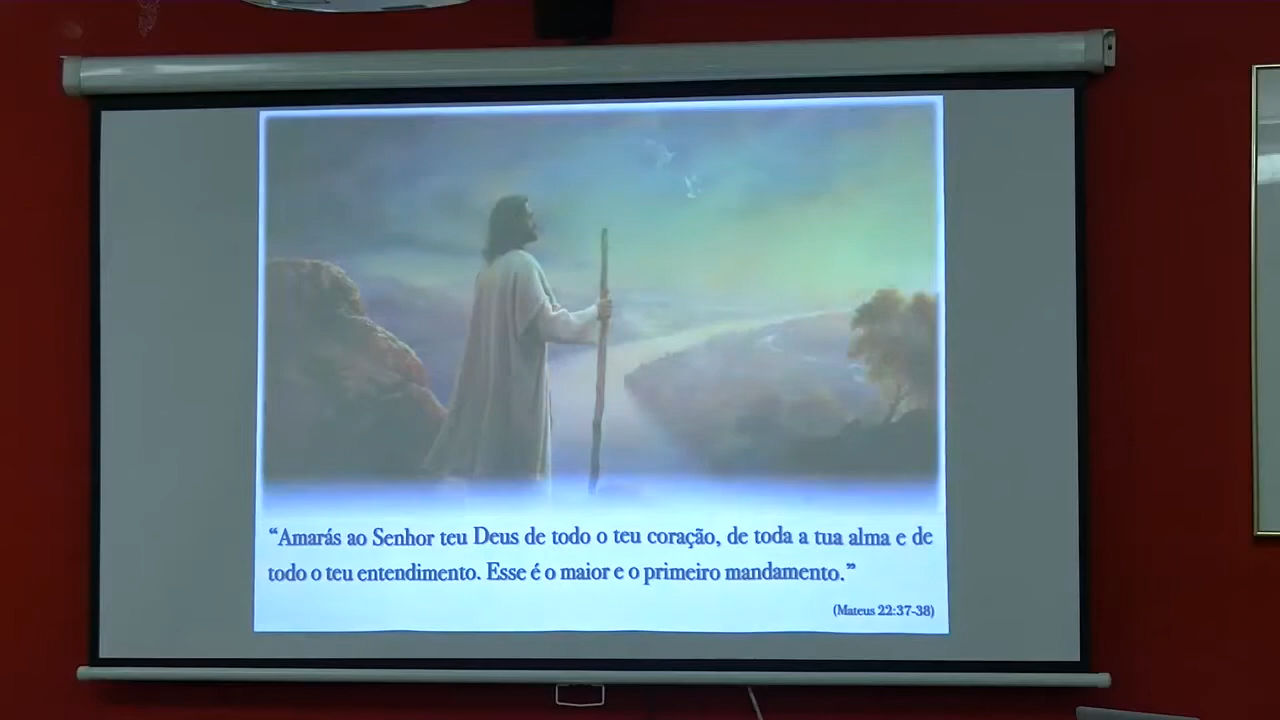 “Amarás ao Senhor teu Deus de todo o teu coração, de toda a tua alma e de
todo o teu entendimento. Esse é o maior e o primeiro mandamento.”
(Mateus 22:37-38)